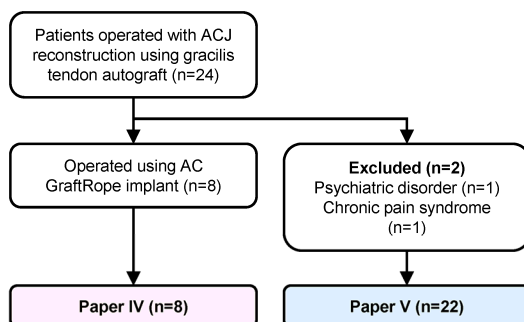 Patients operated with ACJ
reconstruction using gracilis
tendon autograft (n=24)
Operated using AC
GraftRope implant (n=8)
Excluded (n=2)
Psychiatric disorder (n=1)
Chronic pain syndrome
(n=1)
Paper IV (n=8)
Paper V (n=22)